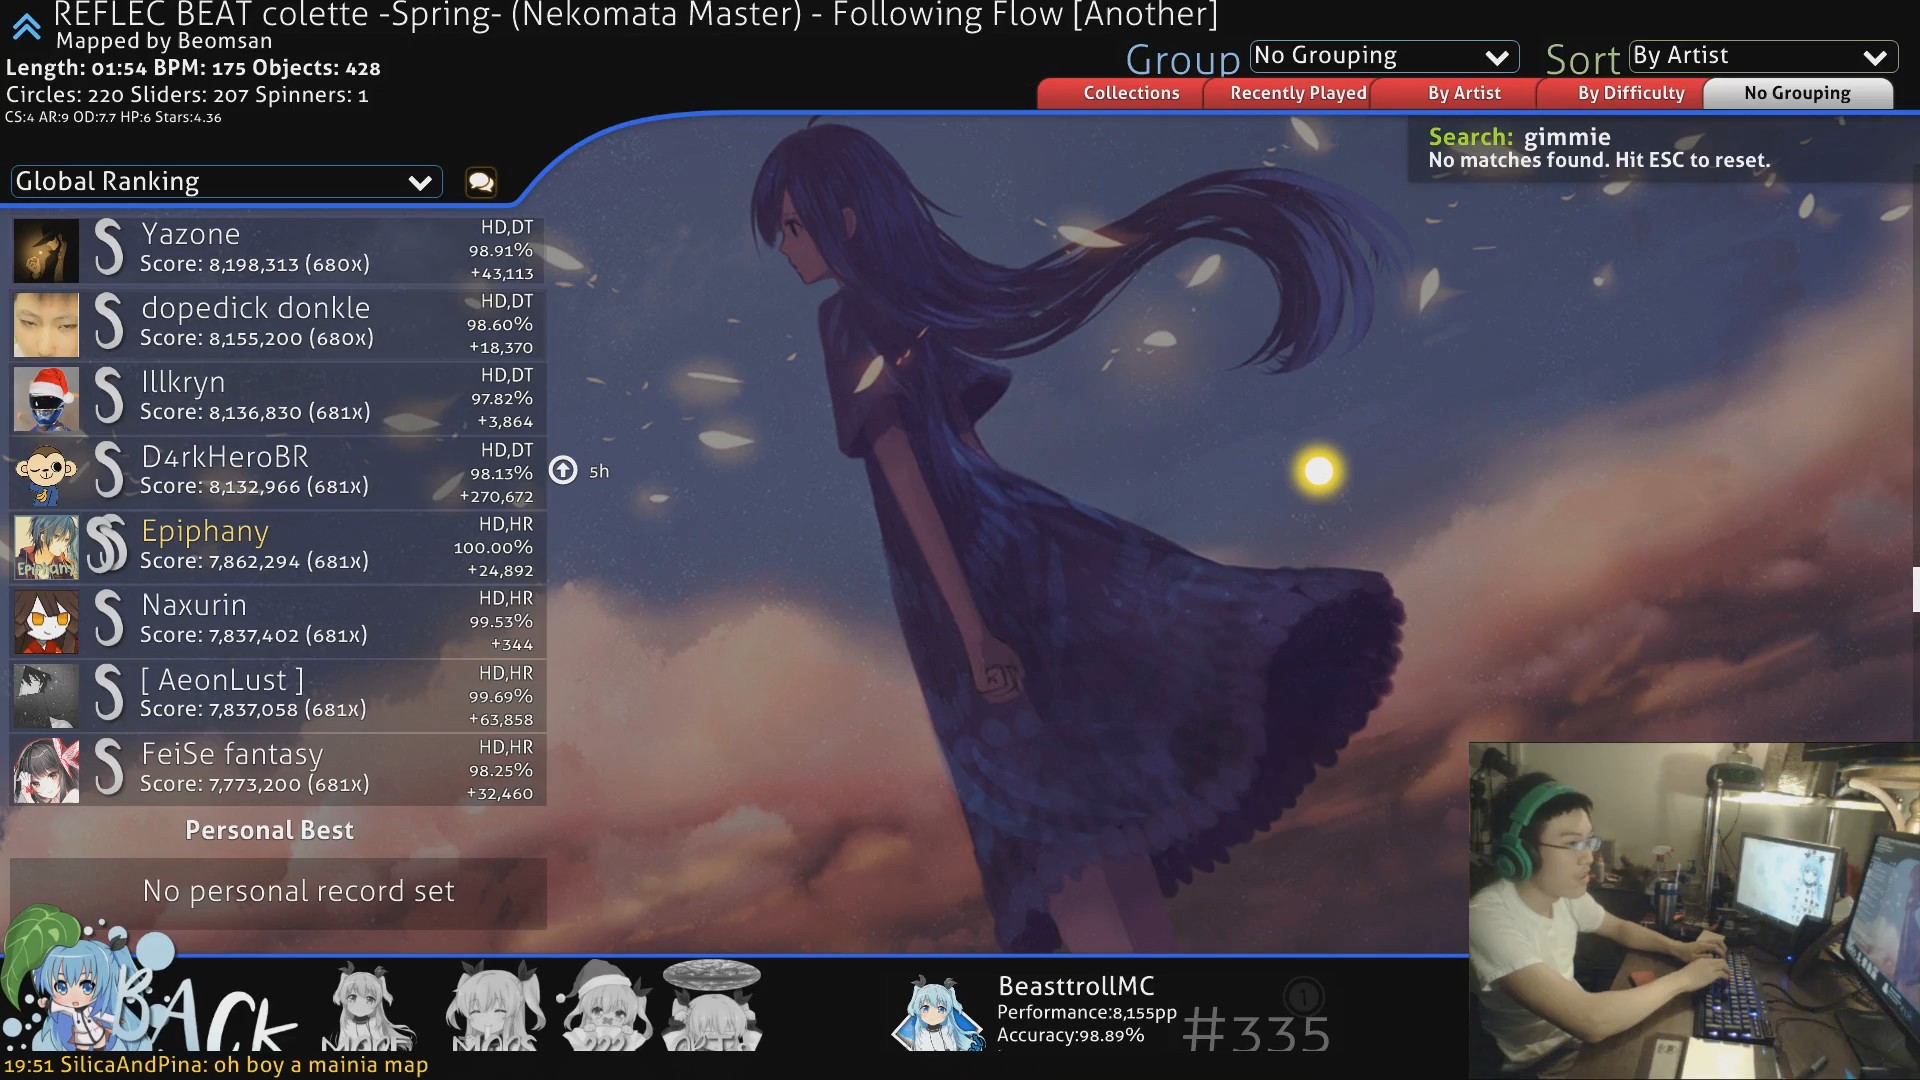 REFLEC BEAT colette -Spring- (Nekomata Master) - Following Flow [Another]
Mapped by Beomsan
Length: 01:54 BPM: 175 Objects: 428
Circles: 220 Sliders: 207 Spinners: 1
CS:4 AR:9 OD:7.7 HP:6 Stars:4.36
Group No Grouping Sort By Artist
Collections Recently Played By Artist By Difficulty No Grouping
Search: gimmie
No matches found. Hit ESC to reset.
Global Ranking
S Yazone HD,DT
Score: 8,198,313 (680x) 98.91%
+43,113
S dopedick donkle HD,DT
Score: 8,155,200 (680x) 98.60%
+18,370
S Illkryn HD,DT
Score: 8,136,830 (681x) 97.82%
+3,864
S D4rkHeroBR HD,DT
Score: 8,132,966 (681x) 98.13%
+270,672
5h
SS Epiphany HD,HR
Score: 7,862,294 (681x) 100.00%
+24,892
Epiphany
S Naxurin HD,HR
Score: 7,837,402 (681x) 99.53%
+344
S [ AeonLust ] HD,HR
Score: 7,837,058 (681x) 99.69%
+63,858
S FeiSe fantasy HD,HR
Score: 7,773,200 (681x) 98.25%
+32,460
Personal Best
No personal record set
BACK
MODE MODS ??? OPT
BeasttrollMC
Performance:8,155pp
Accuracy:98.89%
#335
1
19:51 SilicaAndPina: oh boy a mainia map